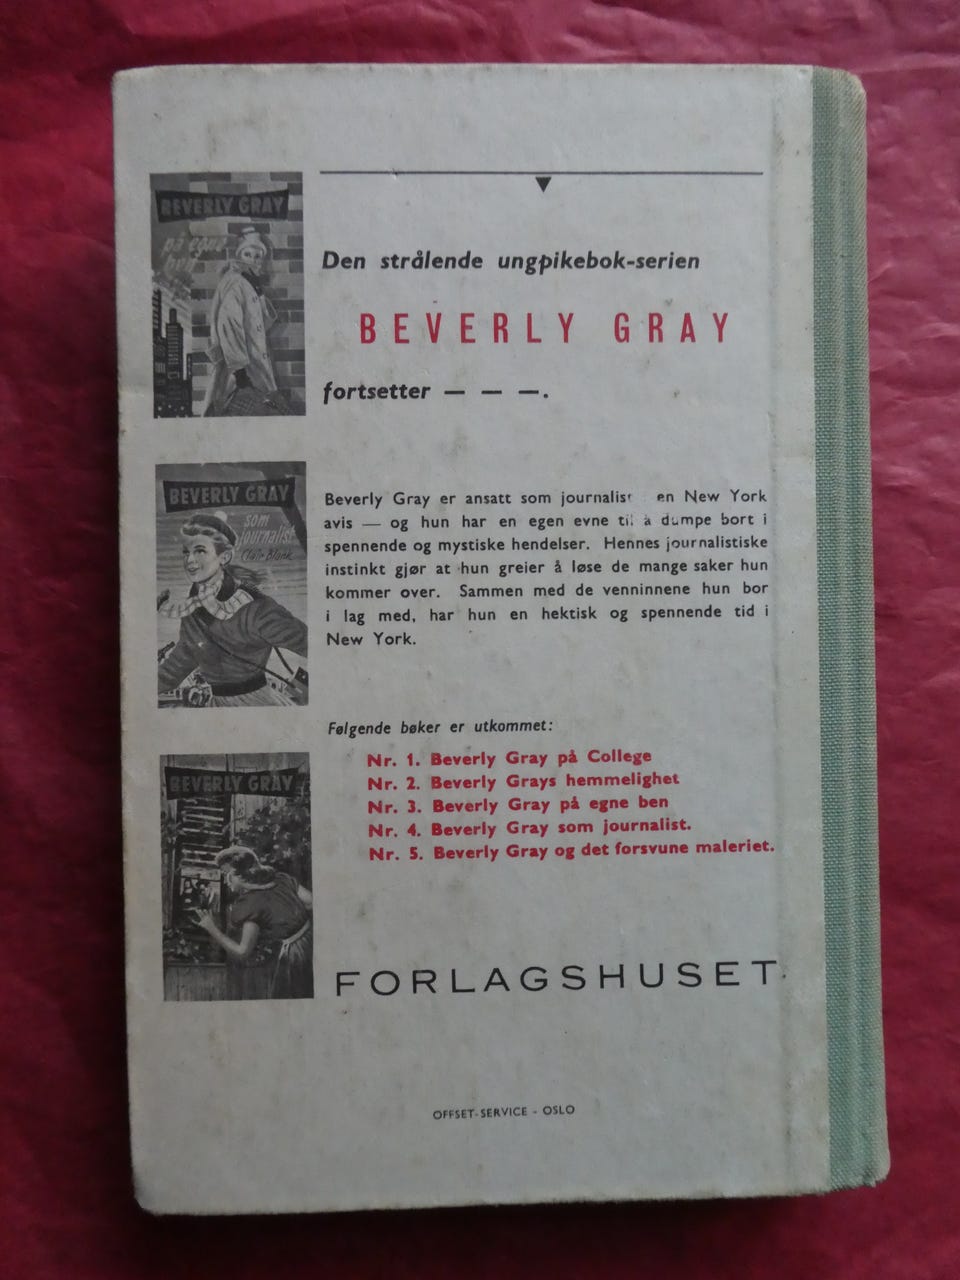 BEVERLY GRAY
på egne
ben
Den strålende ungpikebok-serien
BEVERLY GRAY
fortsetter — — —.
BEVERLY GRAY
som
journalist
Clair Blank
Beverly Gray er ansatt som journalist en New York
avis — og hun har en egen evne til å dumpe bort i
spennende og mystiske hendelser. Hennes journalistiske
instinkt gjør at hun greier å løse de mange saker hun
kommer over. Sammen med de venninnene hun bor
i lag med, har hun en hektisk og spennende tid i
New York.
Følgende bøker er utkommet:
BEVERLY GRAY
Nr. 1. Beverly Gray på College
Nr. 2. Beverly Grays hemmelighet
Nr. 3. Beverly Gray på egne ben
Nr. 4. Beverly Gray som journalist.
Nr. 5. Beverly Gray og det forsvune maleriet.
FORLAGSHUSET
OFFSET-SERVICE - OSLO